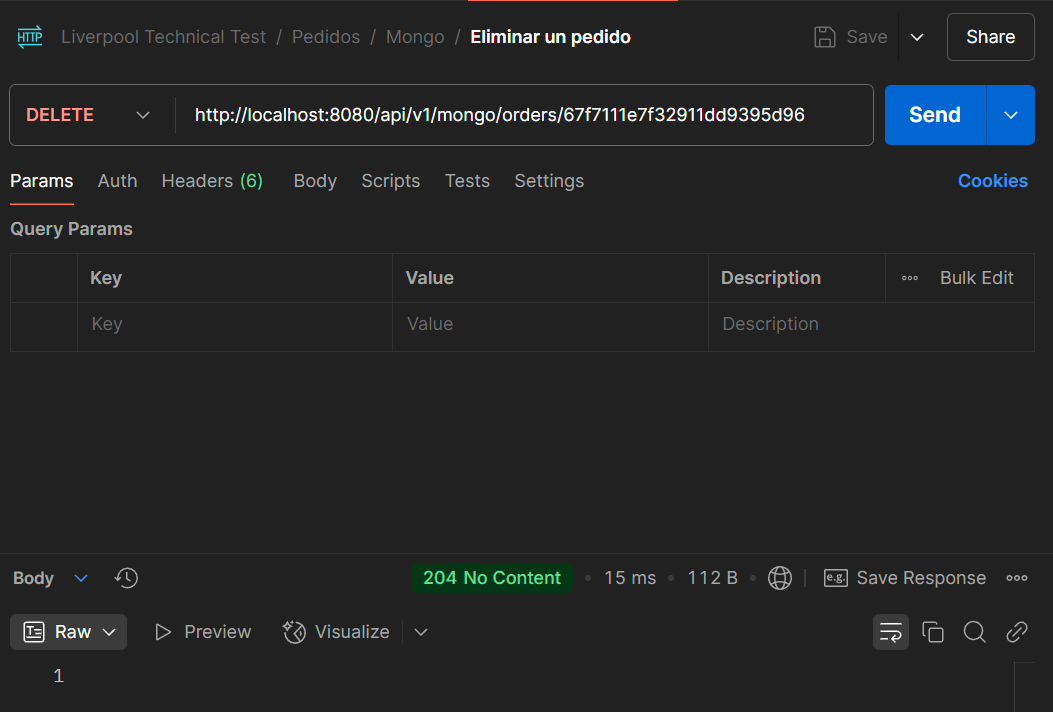 HTTP Liverpool Technical Test / Pedidos / Mongo / Eliminar un pedido Save Share
DELETE http://localhost:8080/api/v1/mongo/orders/67f7111e7f32911dd9395d96 Send
Params Auth Headers (6) Body Scripts Tests Settings Cookies
Query Params
Key Value Description Bulk Edit
Key Value Description
Body 204 No Content 15 ms 112 B e.g. Save Response
Raw Preview Visualize
1